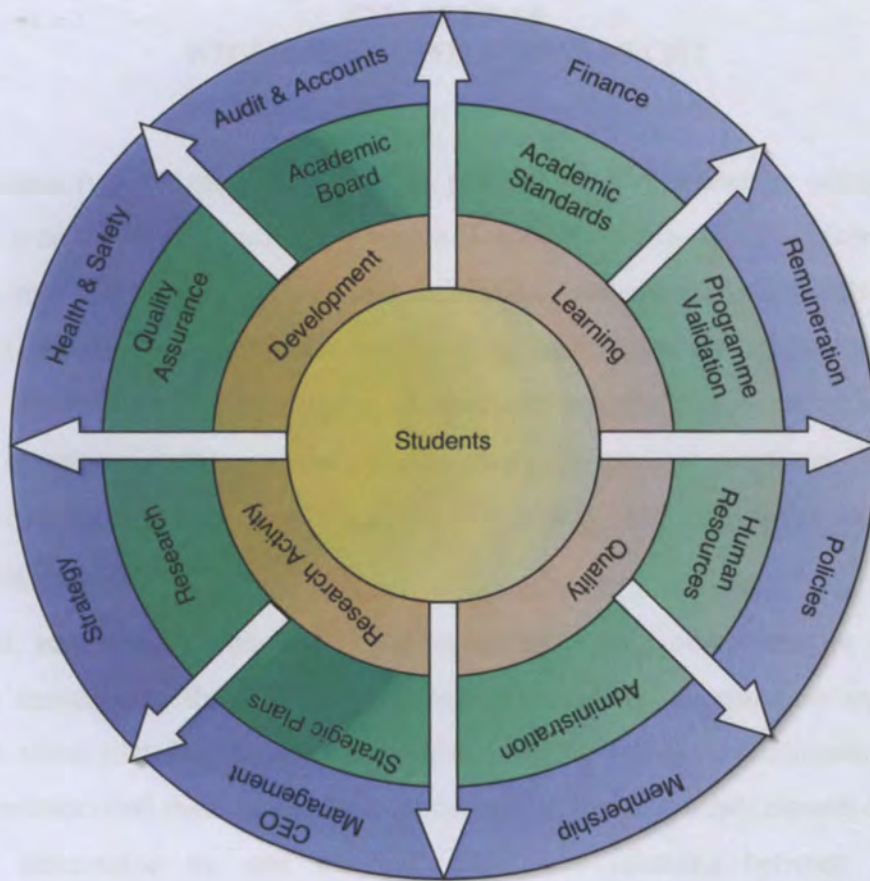 Audit & Accounts
Finance
Remuneration
Policies
Membership
CEO
Management
Strategy
Health & Safety
Academic
Board
Academic
Standards
Programme
Validation
Human
Resources
Administration
Strategic Plans
Research
Quality
Assurance
Development
Learning
Quality
Research Activity
Students